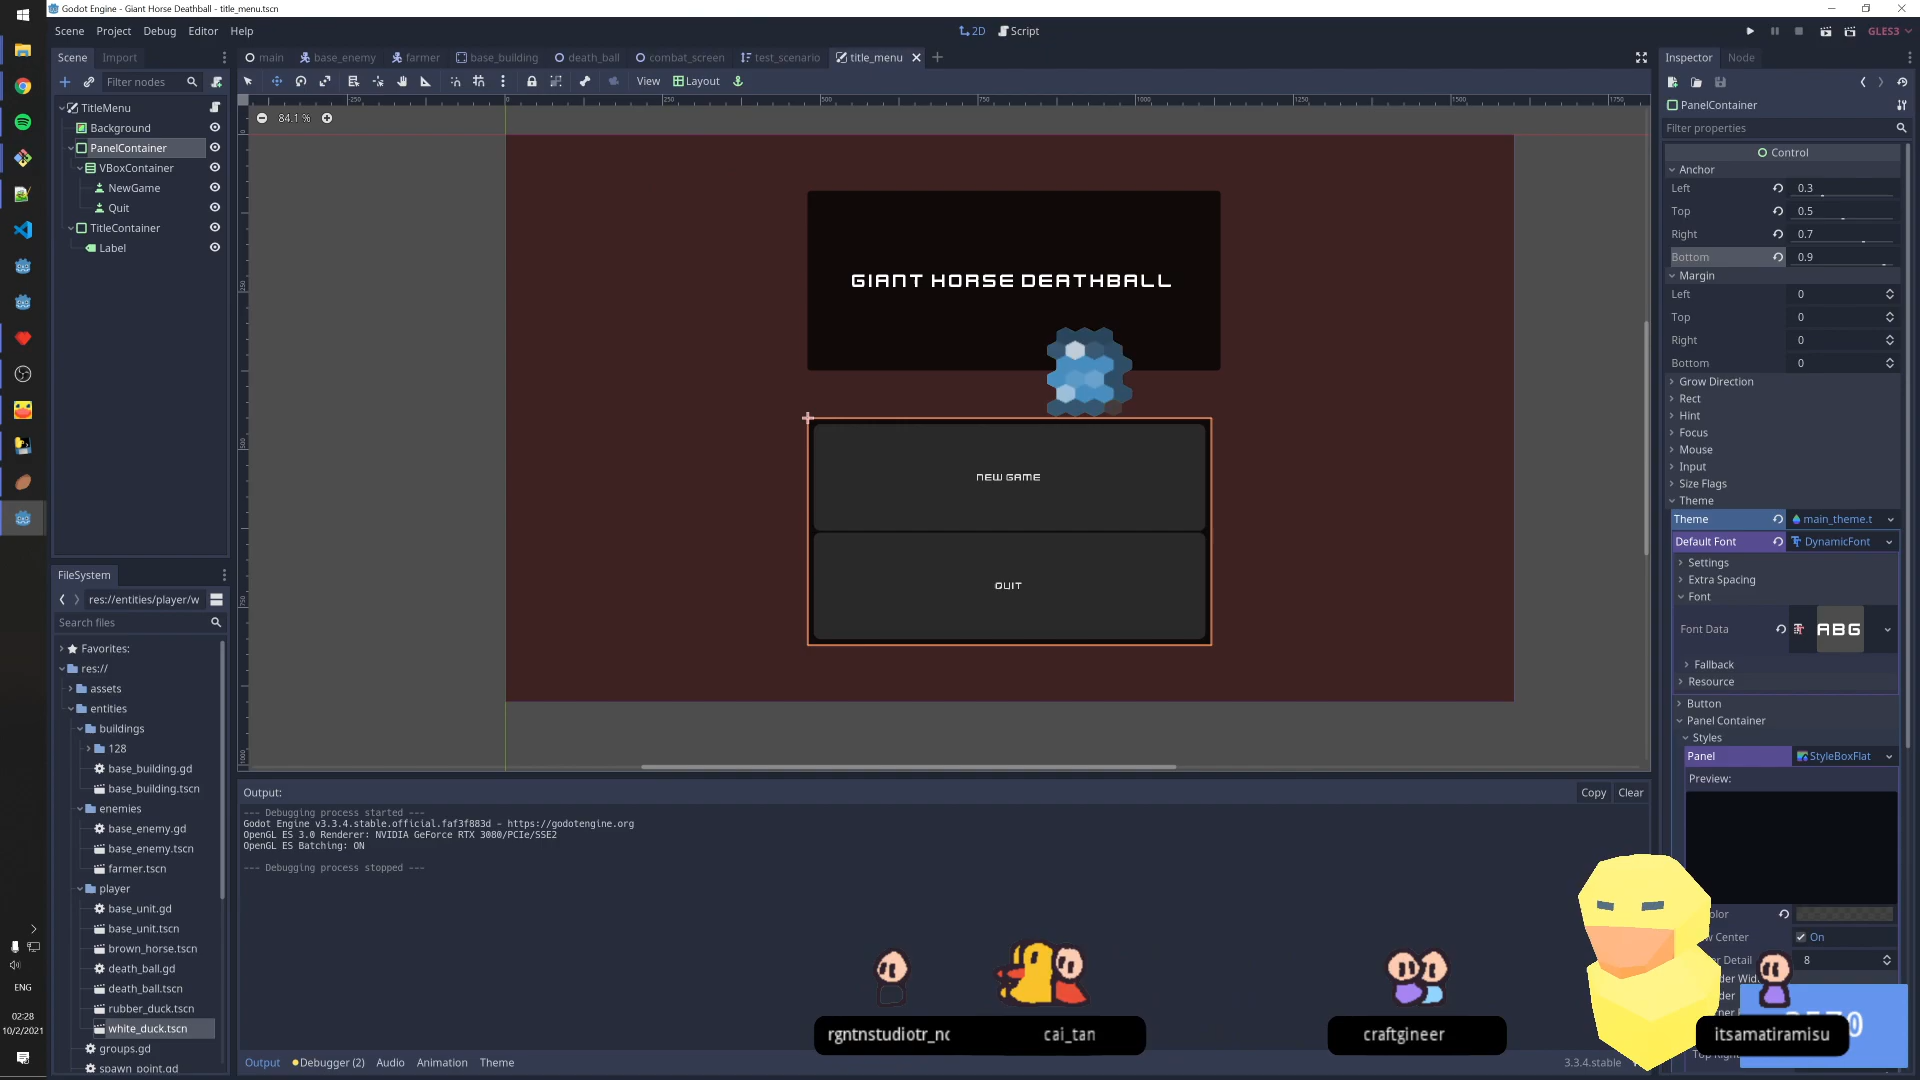 Godot Engine - Giant Horse Deathball - title_menu.tscn
Scene Project Debug Editor Help
2D Script
GLES3
Scene Import
main base_enemy farmer base_building death_ball combat_screen test_scenario title_menu
Inspector Node
Filter nodes
View Layout
84.1 %
-250 0 250 500 750 1000 1250 1500 1750
TitleMenu
Background
PanelContainer
VBoxContainer
NewGame
Quit
TitleContainer
Label
GIANT HORSE DEATHBALL
NEW GAME
QUIT
PanelContainer
Filter properties
Control
Anchor
Left 0.3
Top 0.5
Right 0.7
Bottom 0.9
Margin
Left 0
Top 0
Right 0
Bottom 0
Grow Direction
Rect
Hint
Focus
Mouse
Input
Size Flags
Theme
Theme main_theme.t
Default Font DynamicFont
Settings
Extra Spacing
Font
Font Data ABG
Fallback
Resource
Button
Panel Container
Styles
Panel StyleBoxFlat
Preview:
On
8
FileSystem
res://entities/player/w
Search files
Favorites:
res://
assets
entities
buildings
128
base_building.gd
base_building.tscn
enemies
base_enemy.gd
base_enemy.tscn
farmer.tscn
player
base_unit.gd
base_unit.tscn
brown_horse.tscn
death_ball.gd
death_ball.tscn
rubber_duck.tscn
white_duck.tscn
groups.gd
spawn_point.gd
Output: Copy Clear
--- Debugging process started ---
Godot Engine v3.3.4.stable.official.faf3f883d - https://godotengine.org
OpenGL ES 3.0 Renderer: NVIDIA GeForce RTX 3080/PCIe/SSE2
OpenGL ES Batching: ON
--- Debugging process stopped ---
rgntnstudiotr_nc cai_tan craftgineer itsamatiramisu
Output Debugger (2) Audio Animation Theme
3.3.4.stable
ENG
02:28
10/2/2021